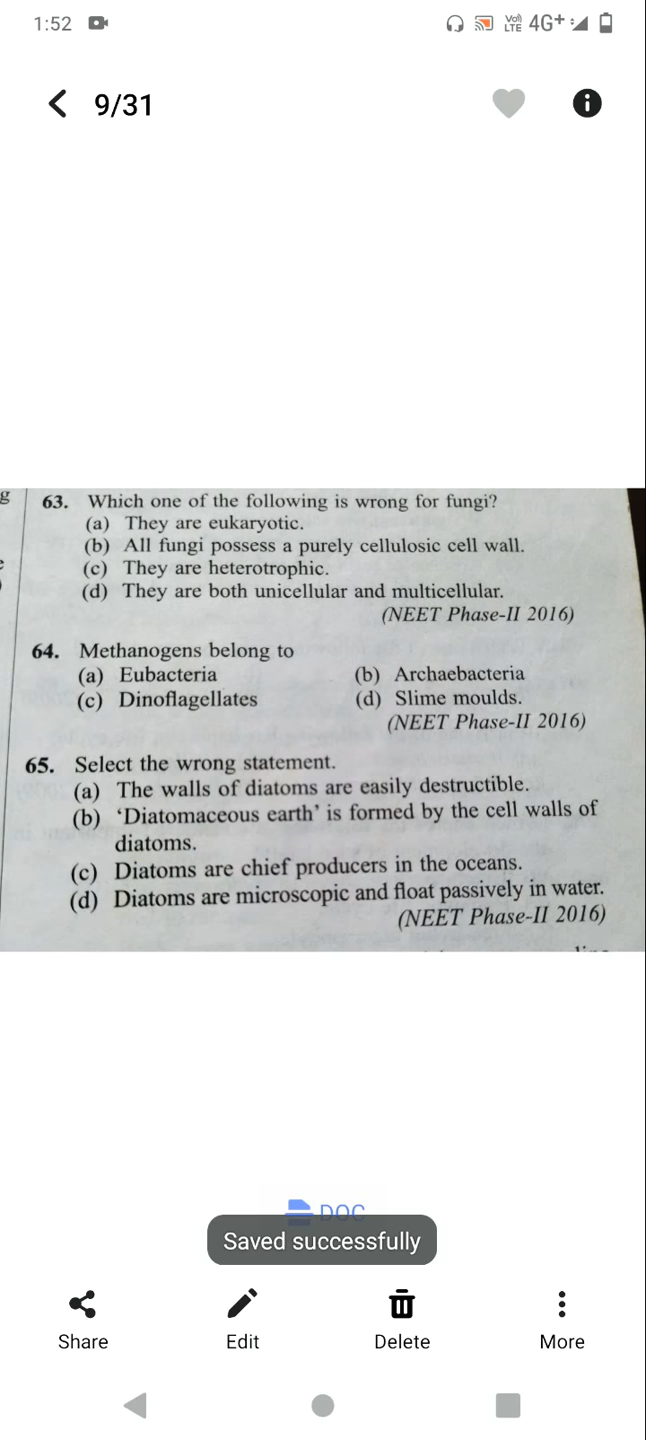 1:52
Vo)) LTE 4G+
9/31
g
63. Which one of the following is wrong for fungi?
(a) They are eukaryotic.
(b) All fungi possess a purely cellulosic cell wall.
(c) They are heterotrophic.
(d) They are both unicellular and multicellular.
(NEET Phase-II 2016)
64. Methanogens belong to
(a) Eubacteria (b) Archaebacteria
(c) Dinoflagellates (d) Slime moulds.
(NEET Phase-II 2016)
65. Select the wrong statement.
(a) The walls of diatoms are easily destructible.
(b) ‘Diatomaceous earth’ is formed by the cell walls of
diatoms.
(c) Diatoms are chief producers in the oceans.
(d) Diatoms are microscopic and float passively in water.
(NEET Phase-II 2016)
DOC
Saved successfully
Share Edit Delete More